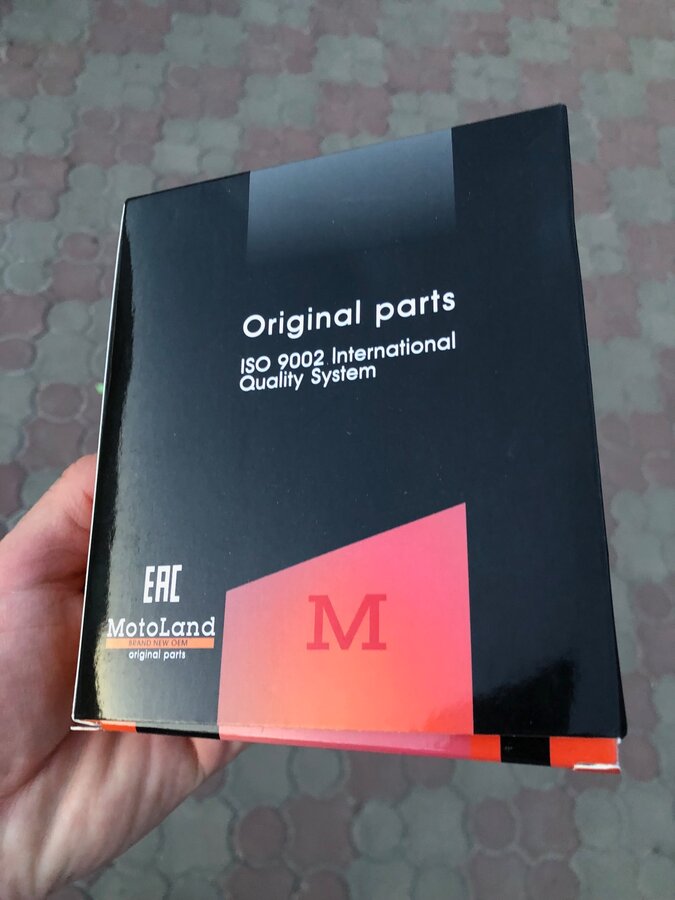 Original parts
ISO 9002 International
Quality System
EAC
MotoLand
BRAND NEW OEM
original parts
M